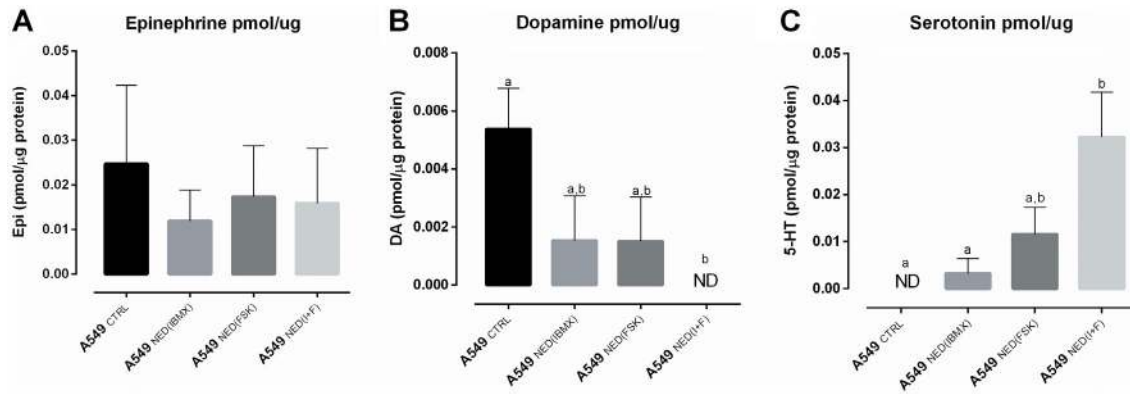 A
Epinephrine pmol/ug
Epi (pmol/µg protein)
0.05
0.04
0.03
0.02
0.01
0.00
A549 CTRL
A549 NED(IBMX)
A549 NED(FSK)
A549 NED(I+F)
B
Dopamine pmol/ug
DA (pmol/µg protein)
0.008
0.006
0.004
0.002
0.000
a
a,b
a,b
b
ND
A549 CTRL
A549 NED(IBMX)
A549 NED(FSK)
A549 NED(I+F)
C
Serotonin pmol/ug
5-HT (pmol/µg protein)
0.05
0.04
0.03
0.02
0.01
0.00
a
ND
a
a,b
b
A549 CTRL
A549 NED(IBMX)
A549 NED(FSK)
A549 NED(I+F)